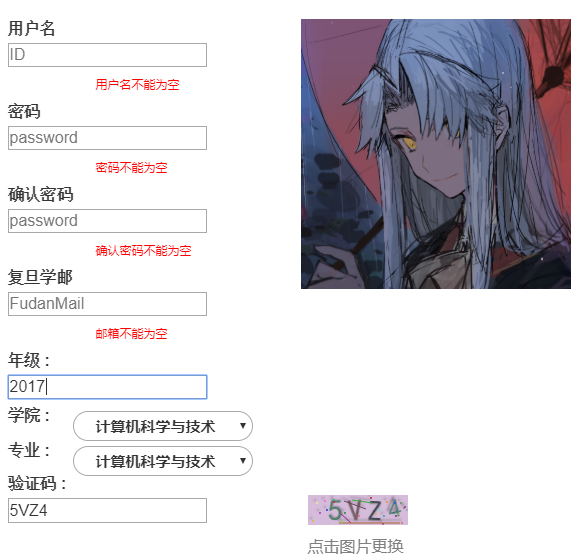 用户名
ID
用户名不能为空
密码
password
密码不能为空
确认密码
password
确认密码不能为空
复旦学邮
FudanMail
邮箱不能为空
年级：
2017
学院： 计算机科学与技术
专业： 计算机科学与技术
验证码：
5VZ4
5VZ4
点击图片更换